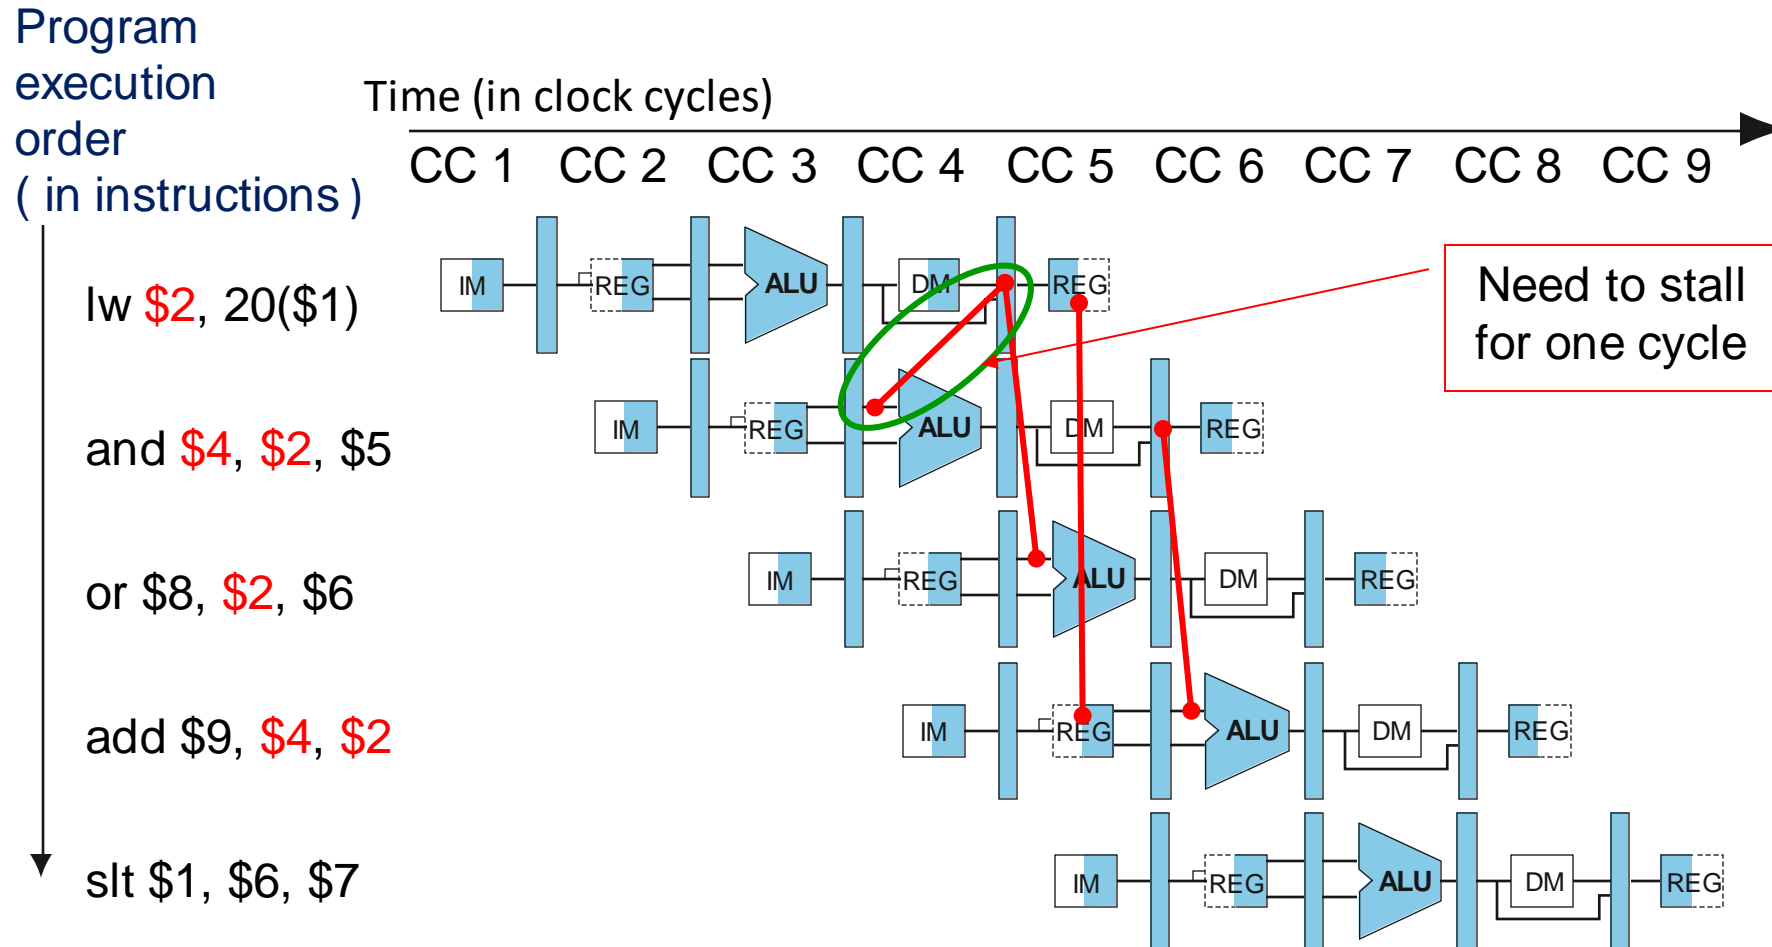 Program
execution
order
( in instructions )
Time (in clock cycles)
CC 1 CC 2 CC 3 CC 4 CC 5 CC 6 CC 7 CC 8 CC 9
lw $2, 20($1)
IM REG ALU DM REG
Need to stall
for one cycle
and $4, $2, $5
IM REG ALU DM REG
or $8, $2, $6
IM REG ALU DM REG
add $9, $4, $2
IM REG ALU DM REG
slt $1, $6, $7
IM REG ALU DM REG